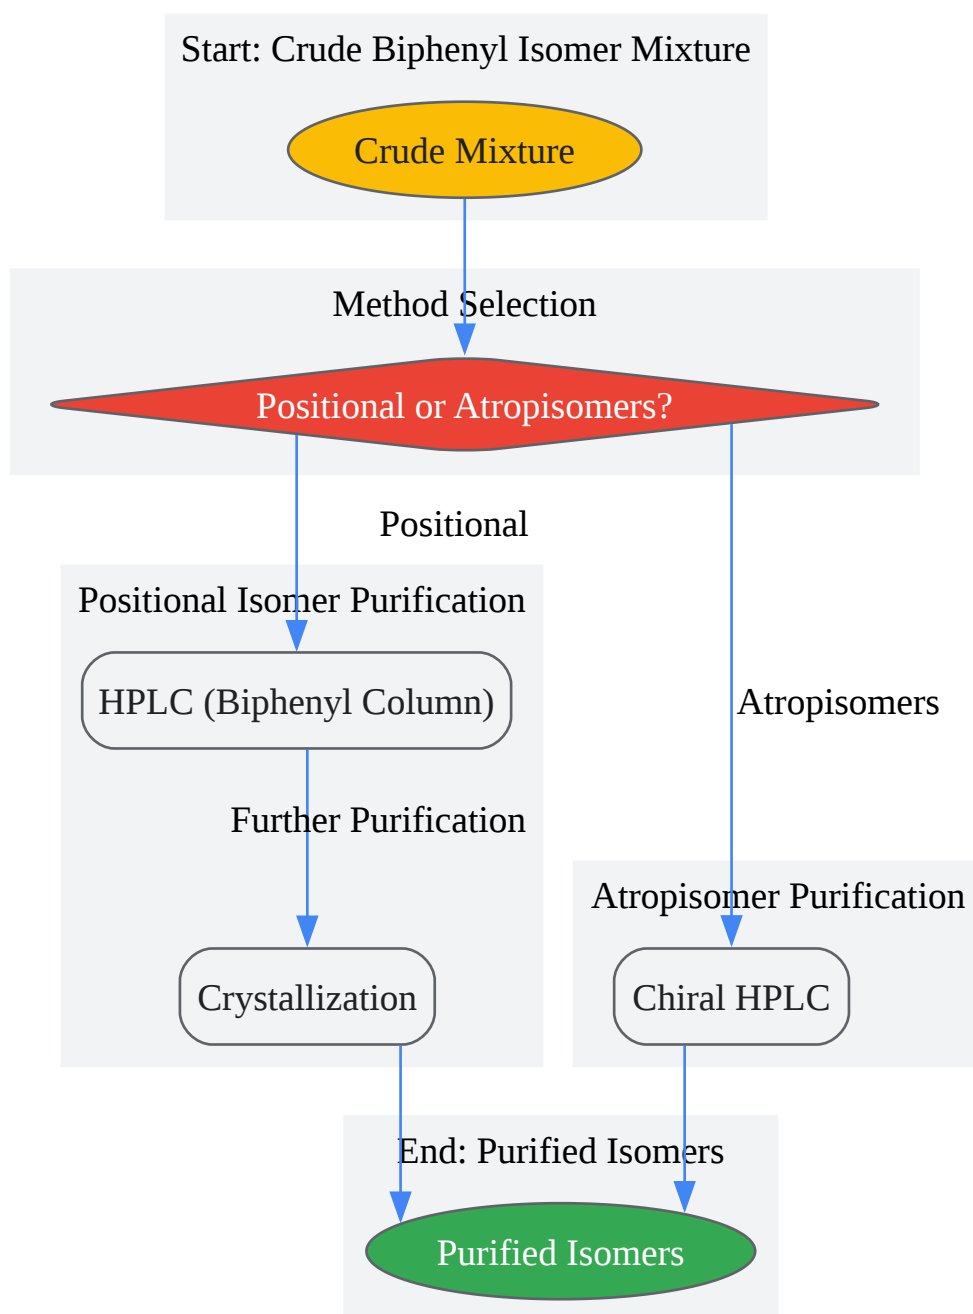 Start: Crude Biphenyl Isomer Mixture
Crude Mixture
Method Selection
Positional or Atropisomers?
Positional
Positional Isomer Purification
HPLC (Biphenyl Column)
Atropisomers
Further Purification
Atropisomer Purification
Crystallization
Chiral HPLC
End: Purified Isomers
Purified Isomers